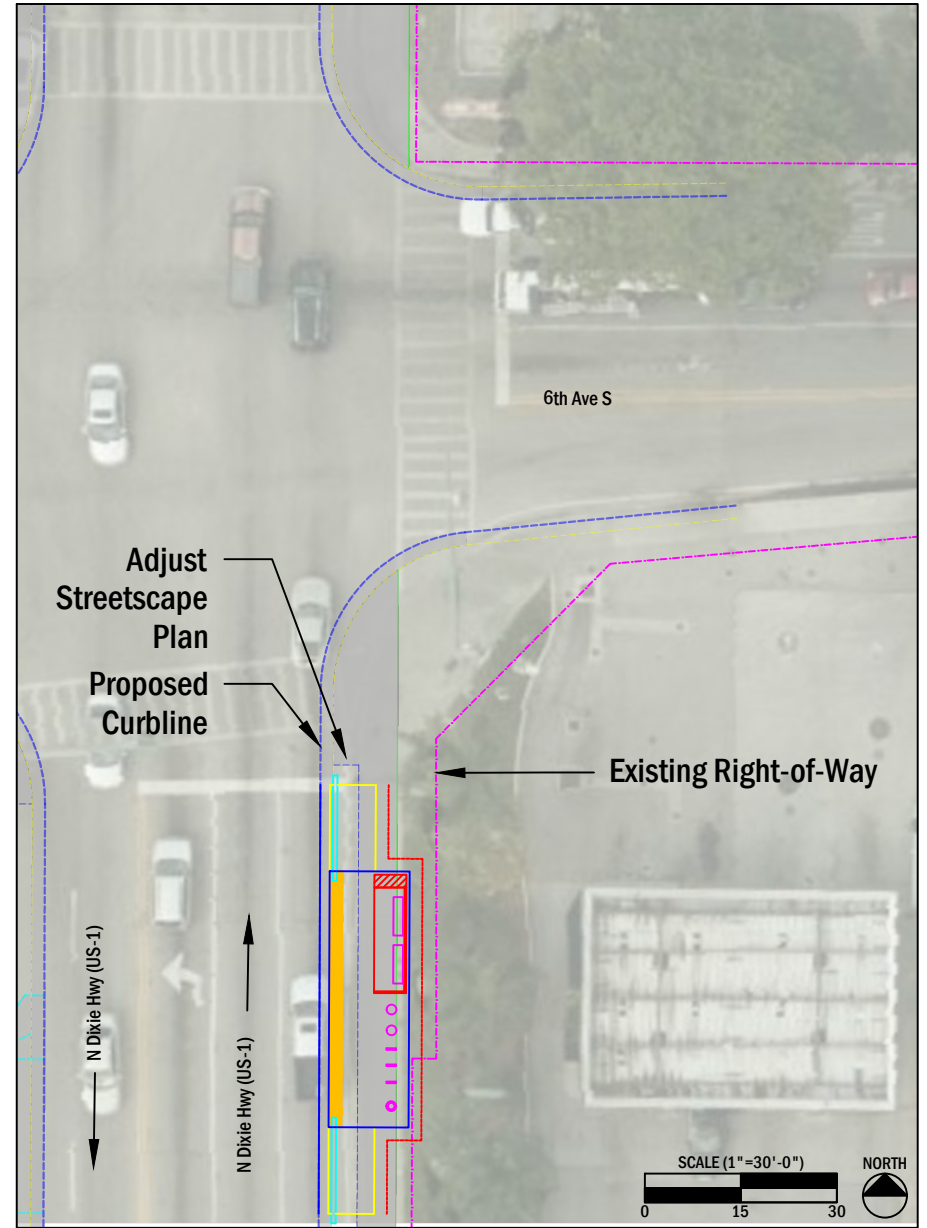 6th Ave S
Adjust
Streetscape
Plan
Proposed
Curbline
Existing Right-of-Way
N Dixie Hwy (US-1)
N Dixie Hwy (US-1)
SCALE (1"=30'-0")
0 15 30
NORTH